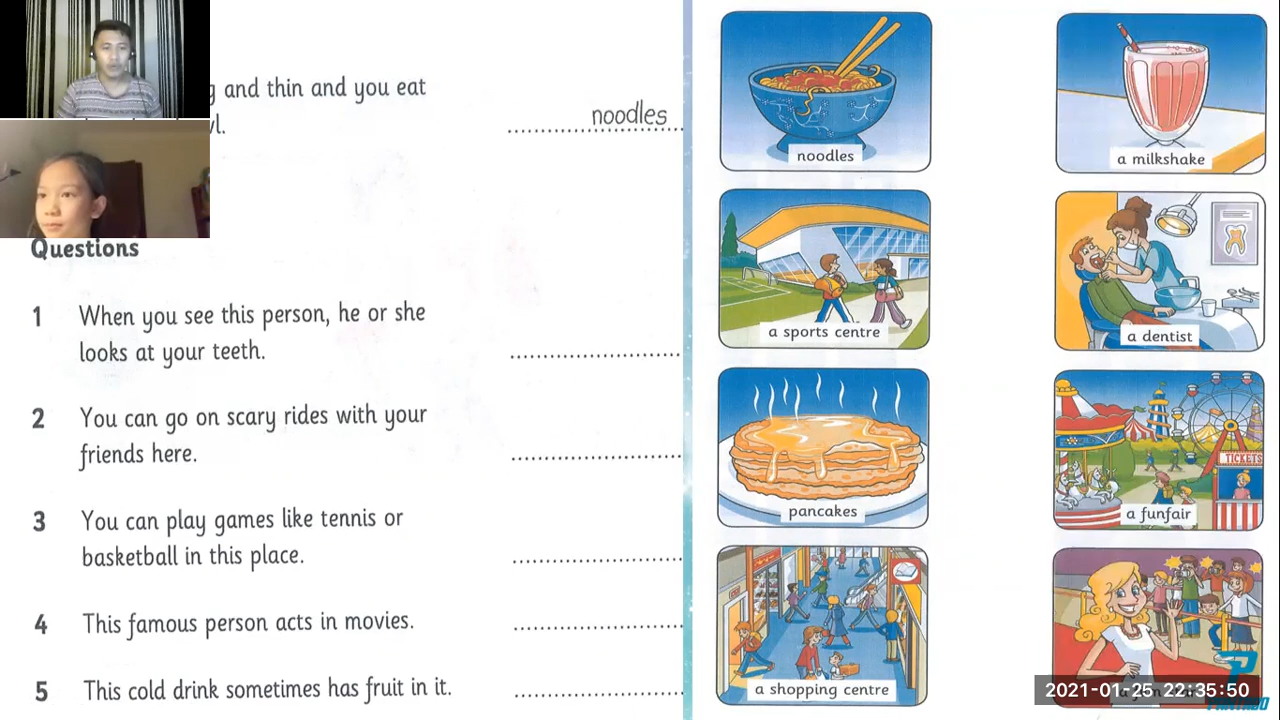 and thin and you eat
noodles
Questions
1 When you see this person, he or she
looks at your teeth.
2 You can go on scary rides with your
friends here.
3 You can play games like tennis or
basketball in this place.
4 This famous person acts in movies.
5 This cold drink sometimes has fruit in it.
noodles
a milkshake
a sports centre
a dentist
pancakes
TICKETS
a funfair
a shopping centre
2021-01-25 22:35:50